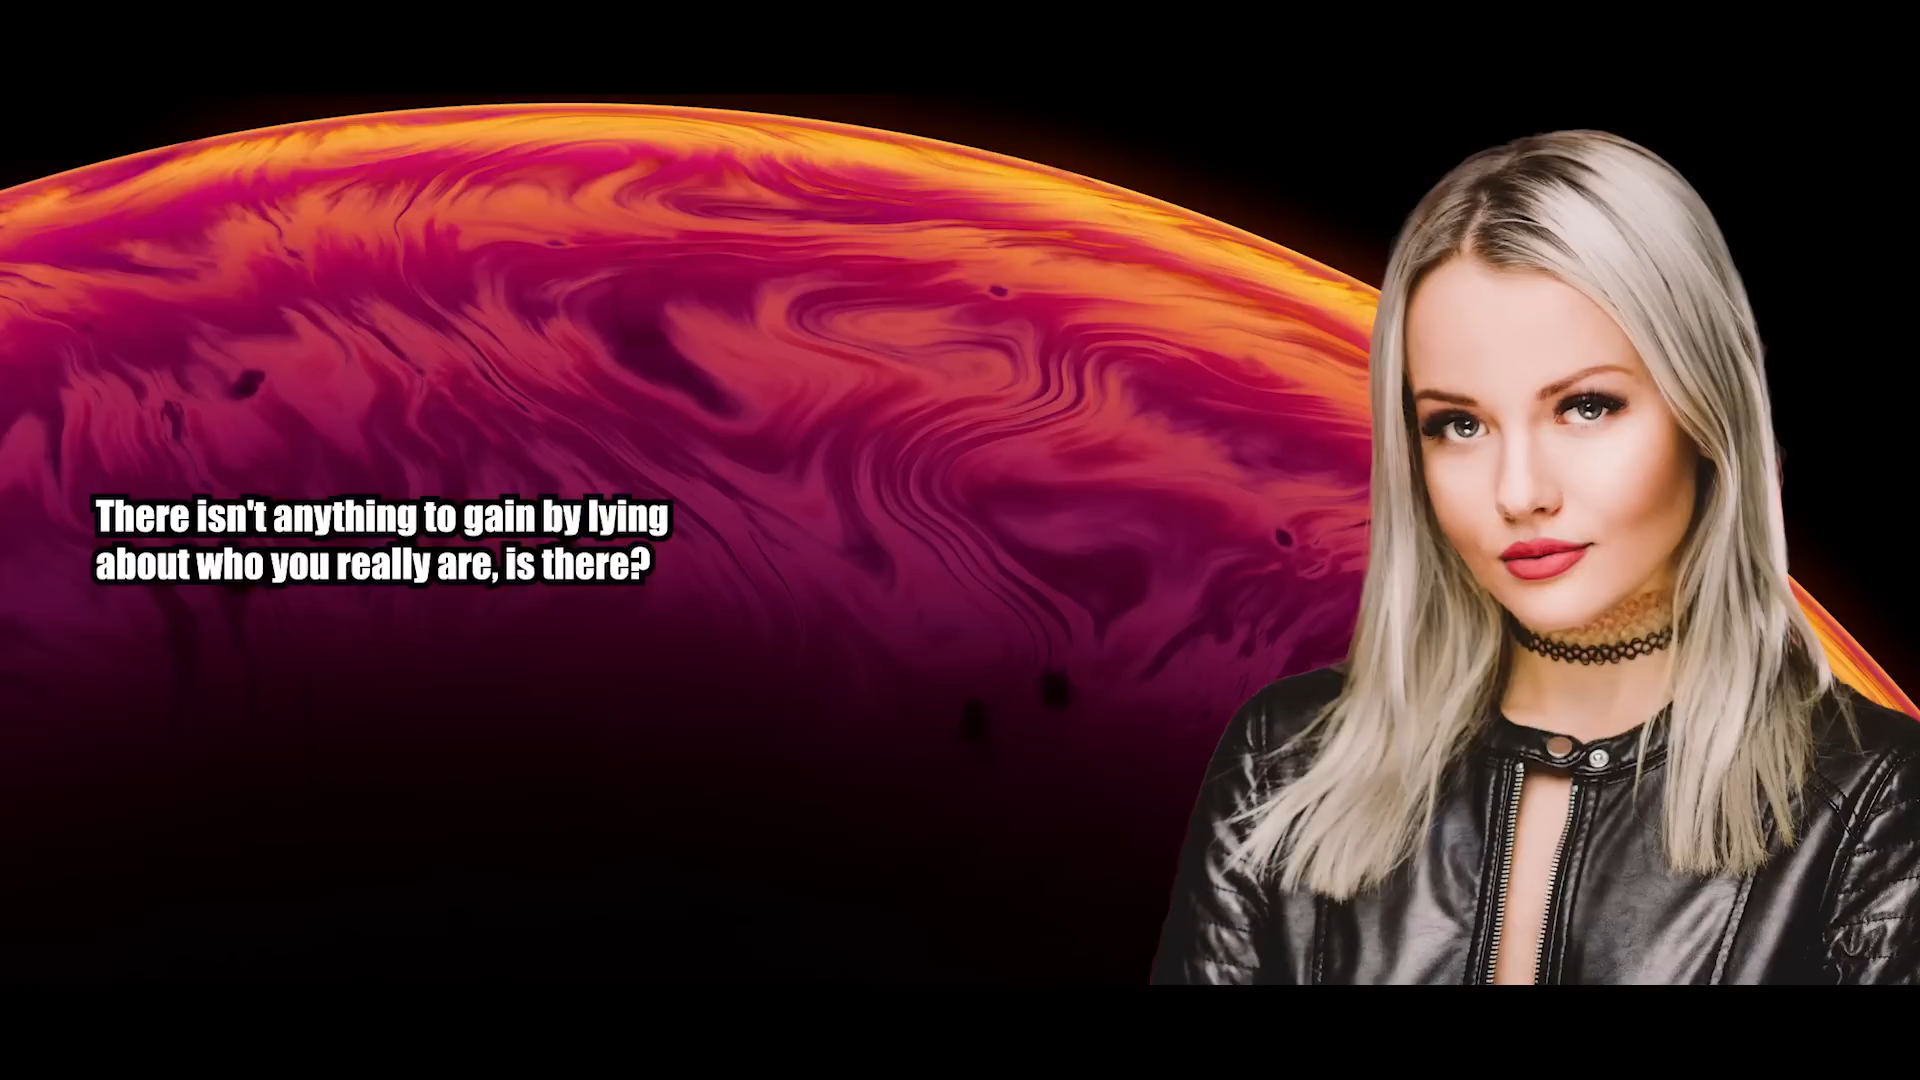 There isn't anything to gain by lying
about who you really are, is there?